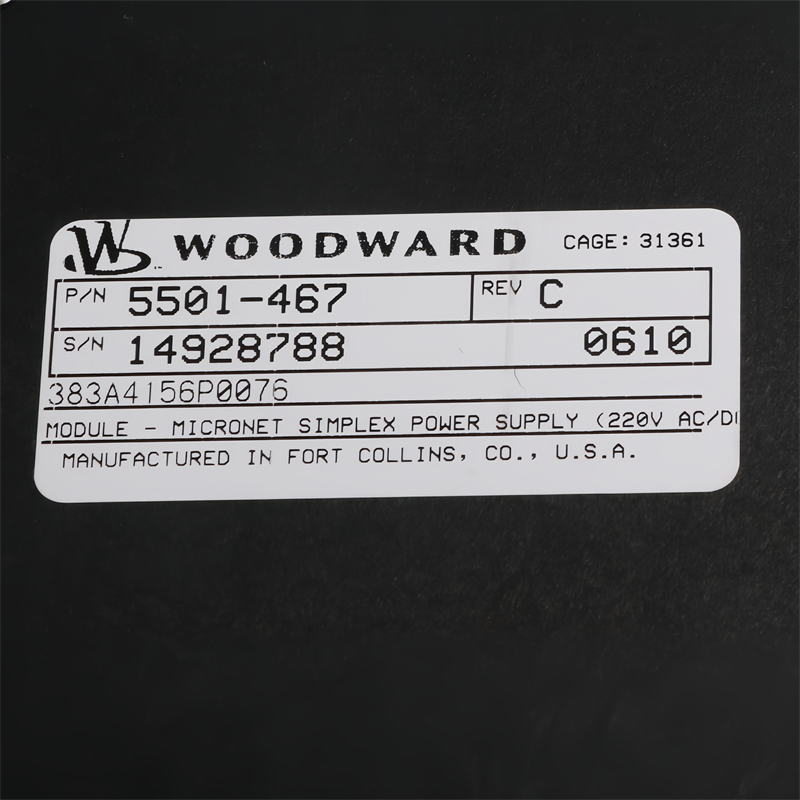 WOODWARD CAGE: 31361
P/N 5501-467 REV C
S/N 14928788 0610
383A4156P0076
MODULE - MICRONET SIMPLEX POWER SUPPLY (220V AC/D
MANUFACTURED IN FORT COLLINS, CO., U.S.A.